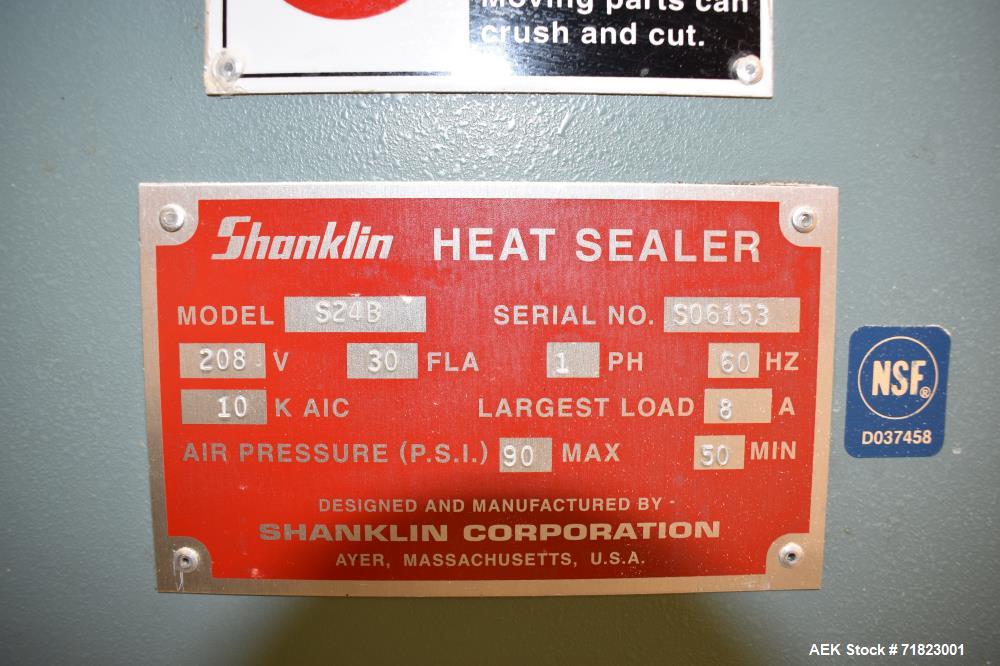 Moving parts can
crush and cut.
Shanklin HEAT SEALER
MODEL S24B SERIAL NO. S06153
208 V 30 FLA 1 PH 60 HZ
10 K AIC LARGEST LOAD 8 A
AIR PRESSURE (P.S.I.) 90 MAX 50 MIN
DESIGNED AND MANUFACTURED BY -
SHANKLIN CORPORATION
AYER, MASSACHUSETTS, U.S.A.
NSF®
D037458
AEK Stock # 71823001